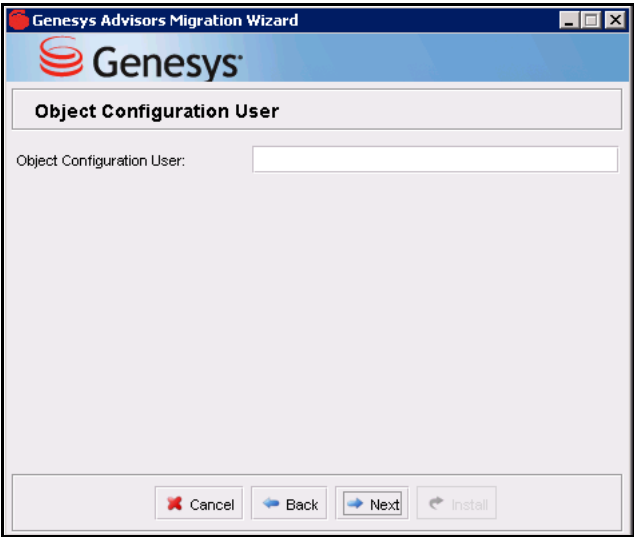 Genesys Advisors Migration Wizard
Genesys
Object Configuration User
Object Configuration User:
Cancel Back Next Install